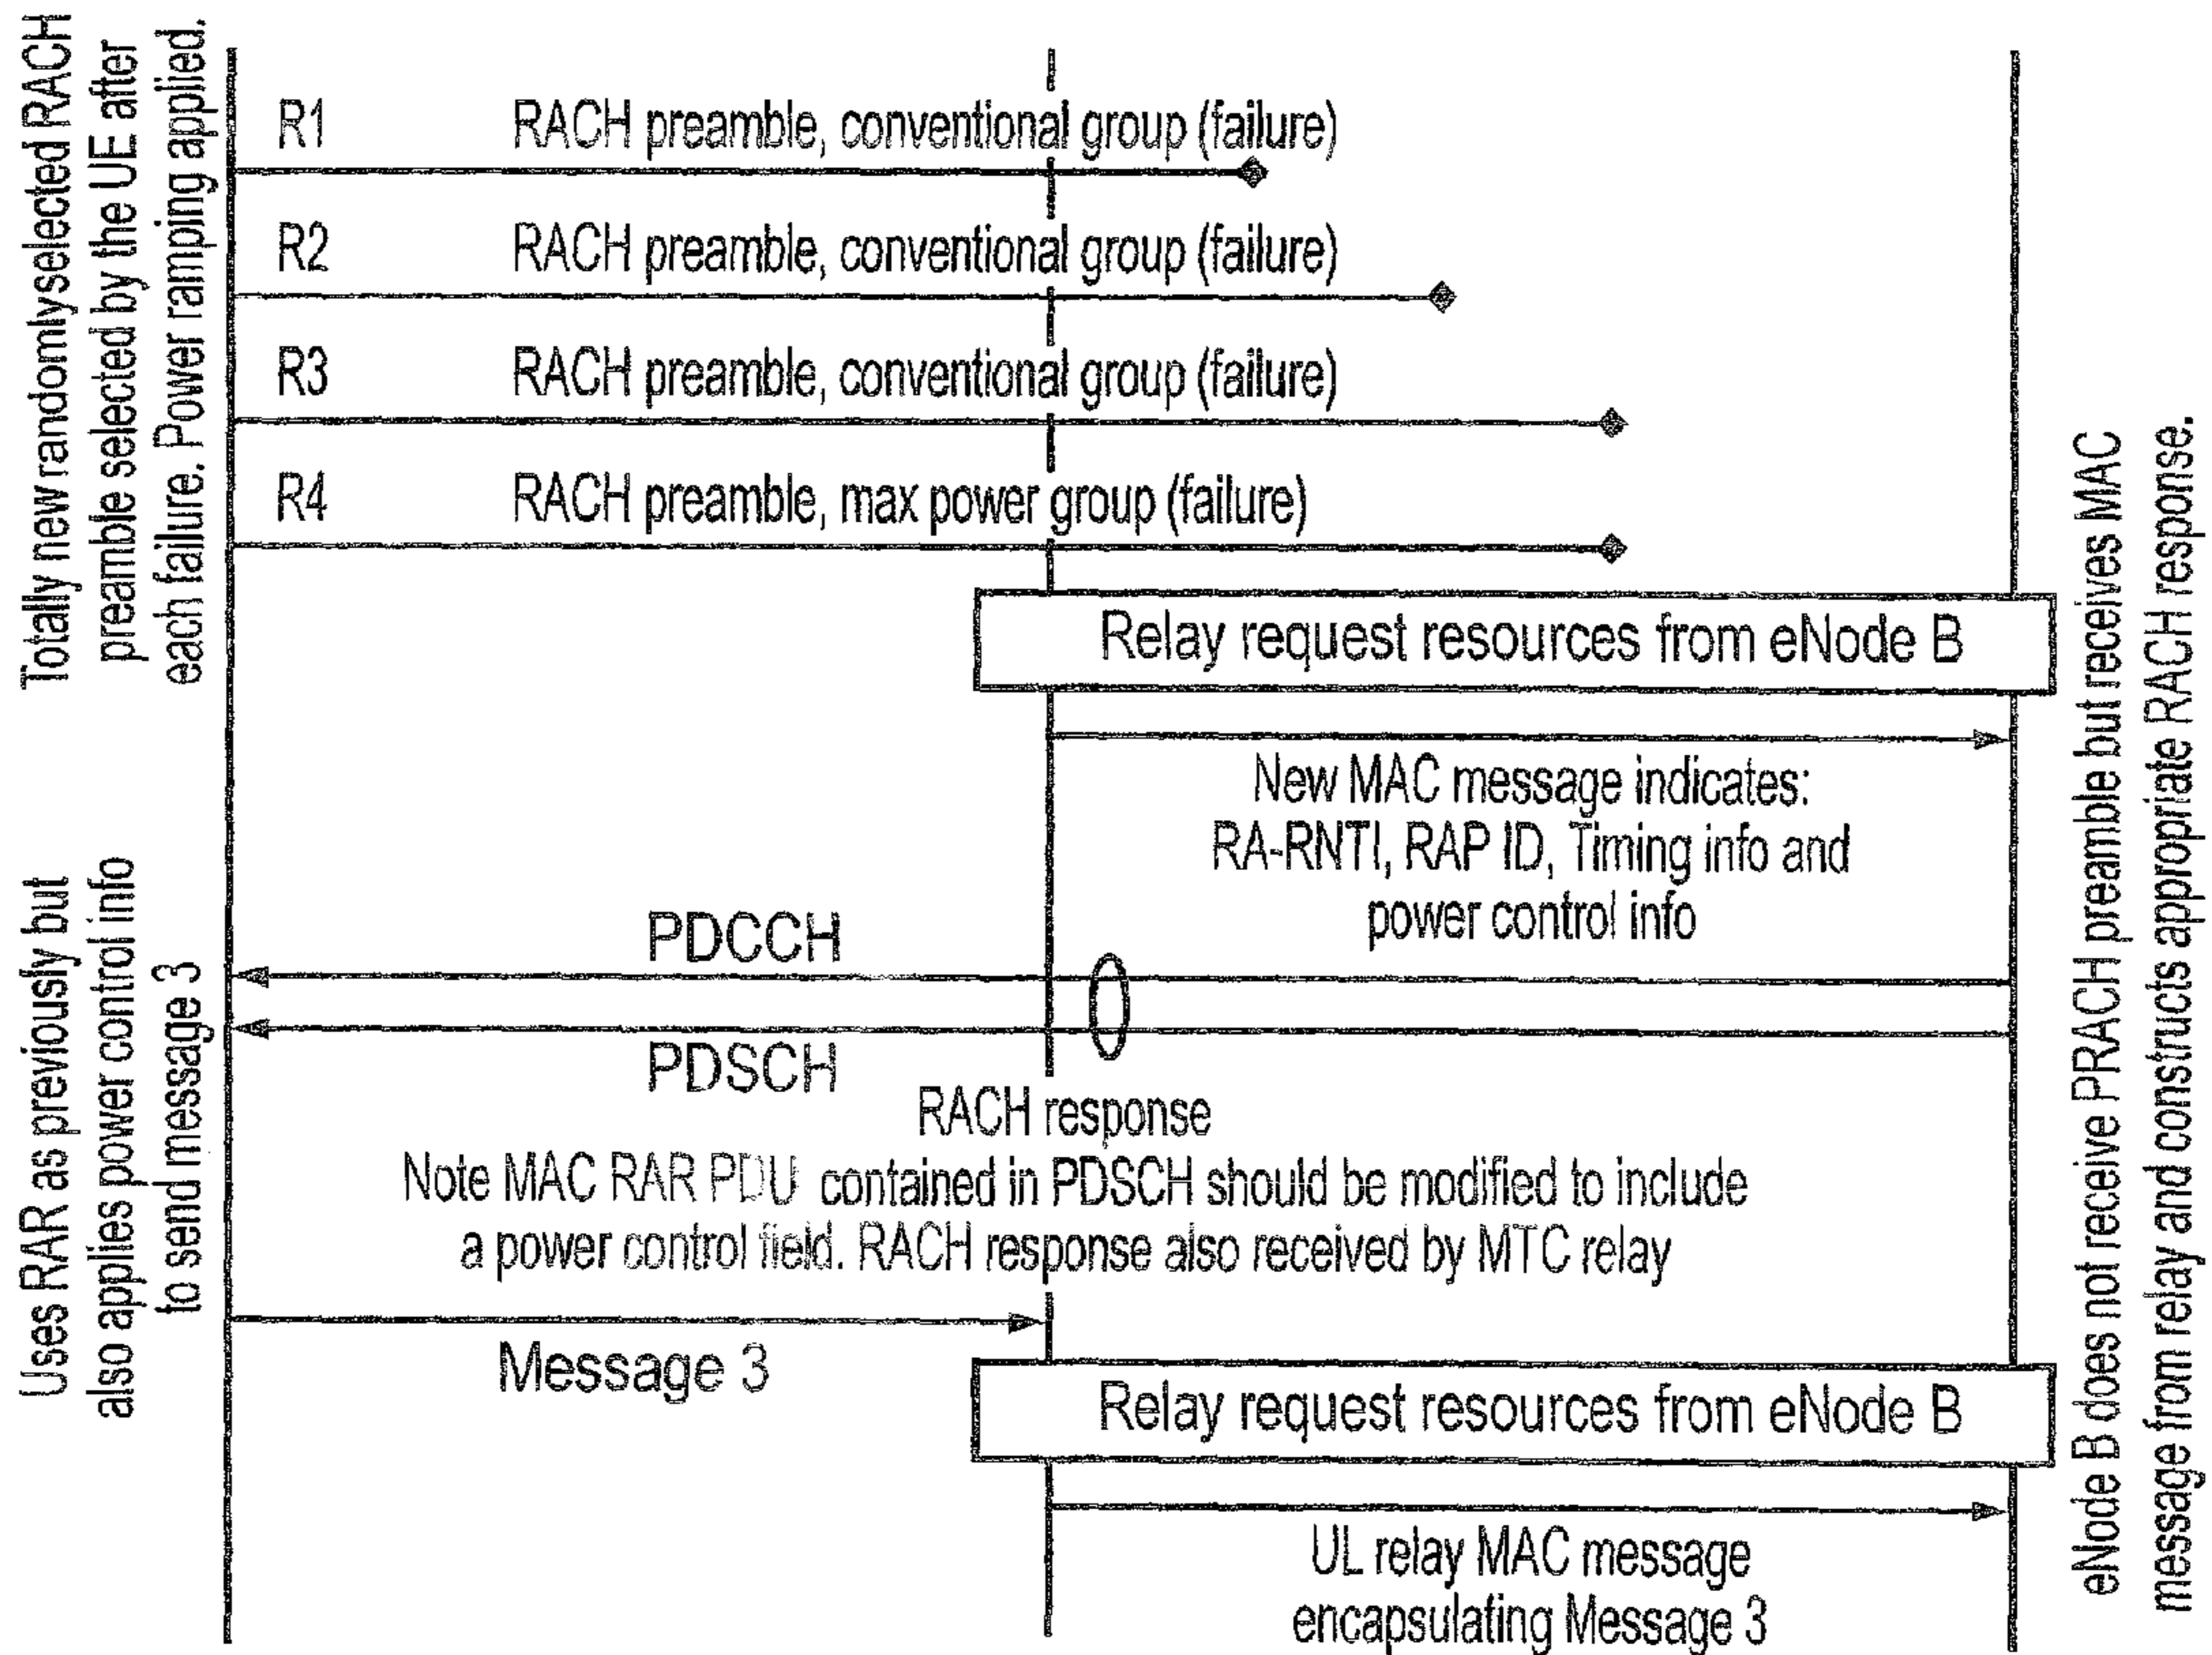 Totally new randomlyselected RACH
preamble selected by the UE after
each failure. Power ramping applied.
R1 RACH preamble, conventional group (failure)
R2 RACH preamble, conventional group (failure)
R3 RACH preamble, conventional group (failure)
R4 RACH preamble, max power group (failure)
Relay request resources from eNode B
New MAC message indicates:
RA-RNTI, RAP ID, Timing info and
power control info
Uses RAR as previously but
also applies power control info
to send message 3
PDCCH
PDSCH
RACH response
Note MAC RAR PDU contained in PDSCH should be modified to include
a power control field. RACH response also received by MTC relay
Message 3
Relay request resources from eNode B
UL relay MAC message
encapsulating Message 3
eNode B does not receive PRACH preamble but receives MAC
message from relay and constructs appropriate RACH response.